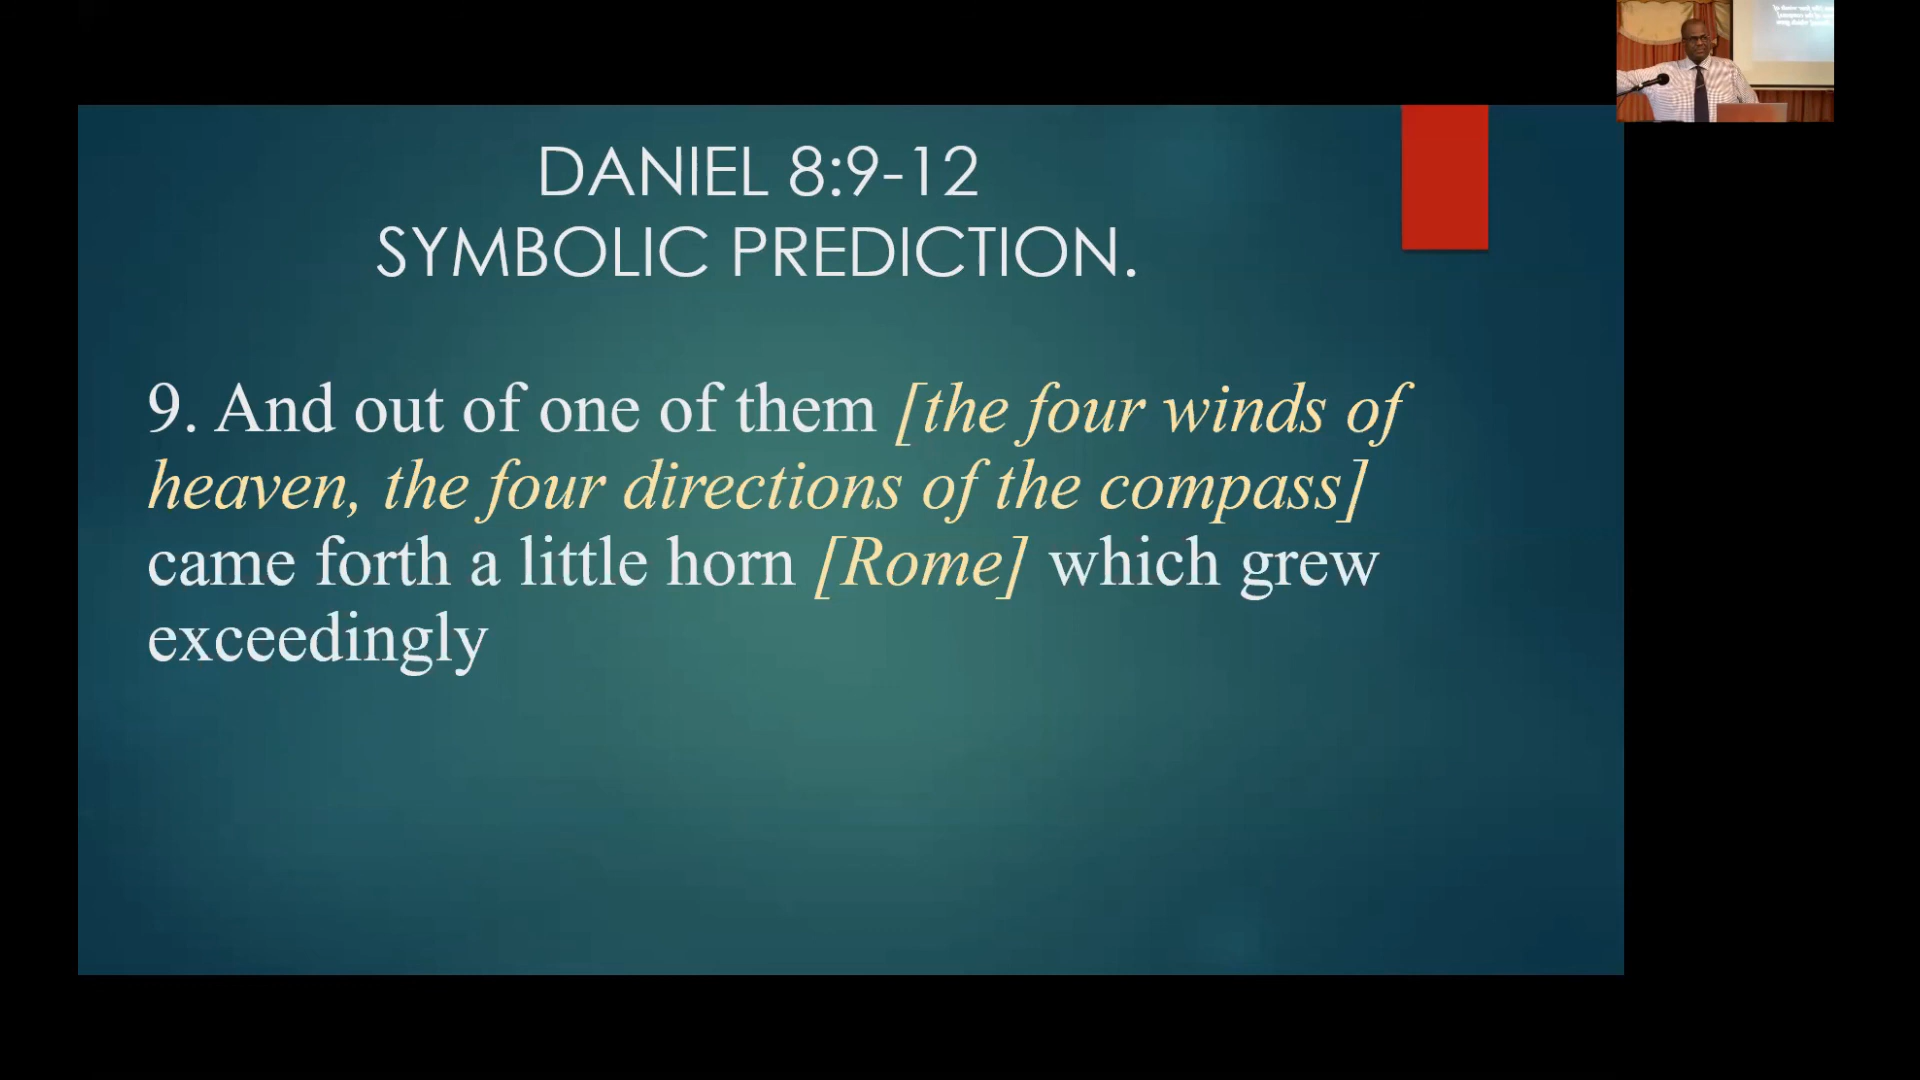 DANIEL 8:9-12
SYMBOLIC PREDICTION.
9. And out of one of them [the four winds of
heaven, the four directions of the compass]
came forth a little horn [Rome] which grew
exceedingly